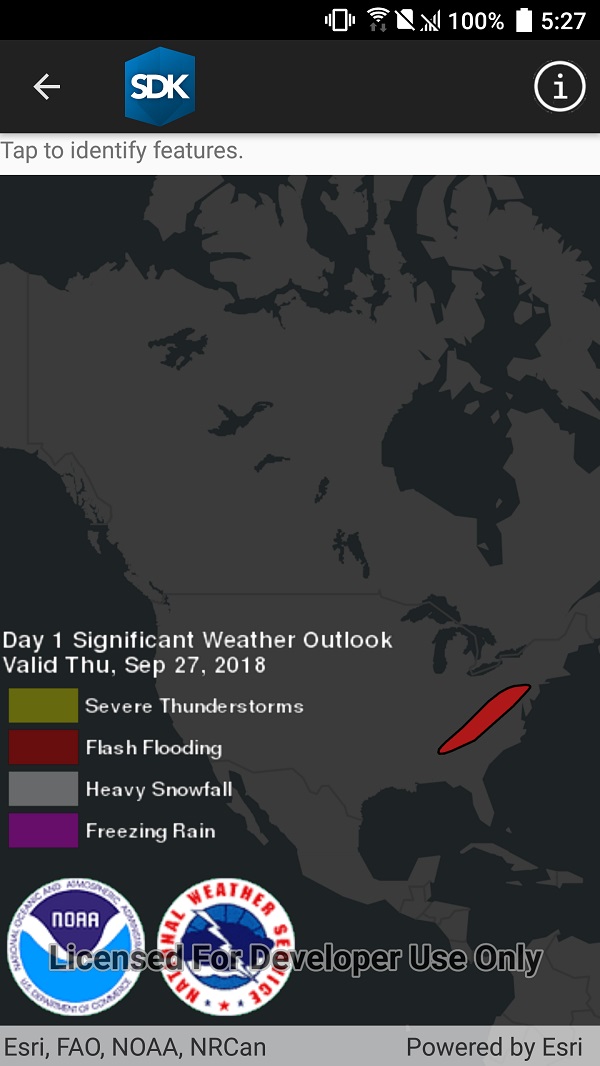 100% 5:27
SDK
Tap to identify features.
Day 1 Significant Weather Outlook
Valid Thu, Sep 27, 2018
Severe Thunderstorms
Flash Flooding
Heavy Snowfall
Freezing Rain
NATIONAL OCEANIC AND ATMOSPHERIC ADMINISTRATION
NOAA
U.S. DEPARTMENT OF COMMERCE
NATIONAL WEATHER SERVICE
Licensed For Developer Use Only
Esri, FAO, NOAA, NRCan Powered by Esri